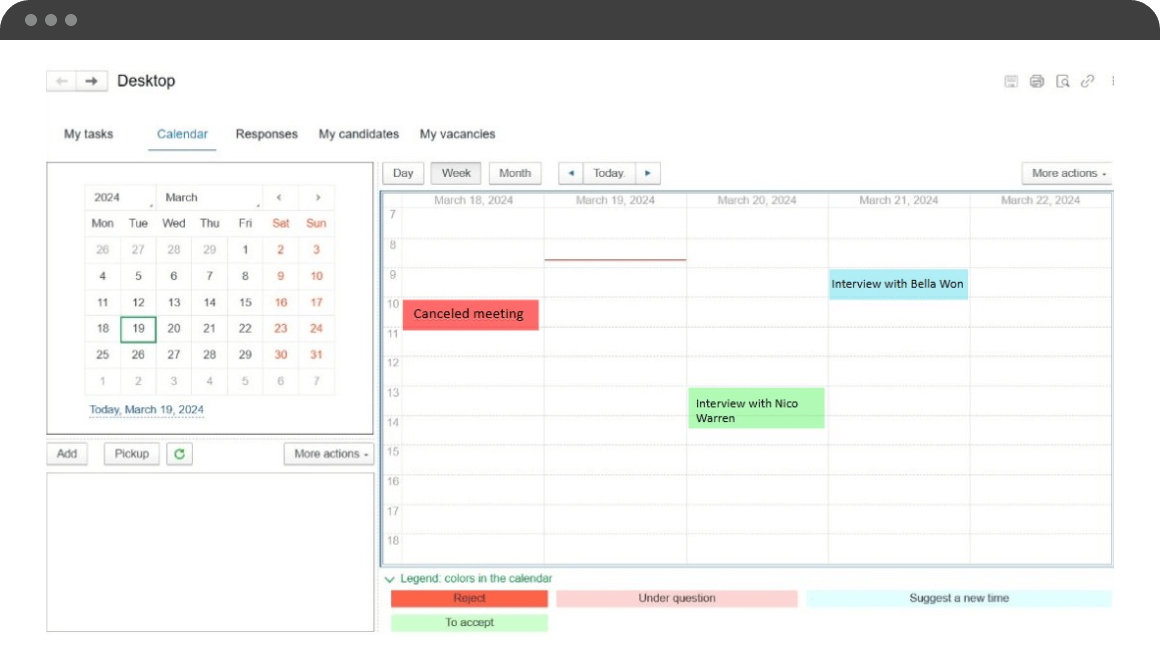 Desktop
My tasks Calendar Responses My candidates My vacancies
2024 March
Mon Tue Wed Thu Fri Sat Sun
26 27 28 29 1 2 3
4 5 6 7 8 9 10
11 12 13 14 15 16 17
18 19 20 21 22 23 24
25 26 27 28 29 30 31
1 2 3 4 5 6 7
Today, March 19, 2024
Add Pickup More actions
Day Week Month Today. More actions
March 18, 2024 March 19, 2024 March 20, 2024 March 21, 2024 March 22, 2024
7
8
9
Interview with Bella Won
10
Canceled meeting
11
12
13
Interview with Nico
Warren
14
15
16
17
18
Legend: colors in the calendar
Reject Under question Suggest a new time
To accept